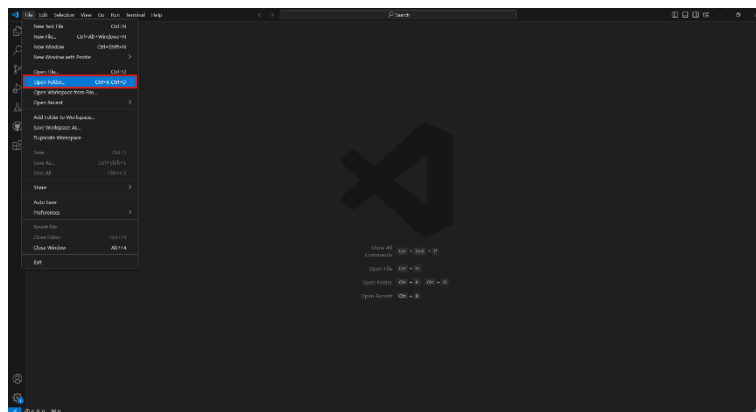 File Edit Selection View Go Run Terminal Help
Search
New Text File Ctrl+N
New File... Ctrl+Alt+Windows+N
New Window Ctrl+Shift+N
New Window with Profile
Open File... Ctrl+O
Open Folder... Ctrl+K Ctrl+O
Open Workspace from File...
Open Recent
Add Folder to Workspace...
Save Workspace As...
Duplicate Workspace
Save Ctrl+S
Save As... Ctrl+Shift+S
Save All Ctrl+K S
Share
Auto Save
Preferences
Revert File
Close Editor Ctrl+F4
Close Window Alt+F4
Exit
Show All Commands Ctrl + Shift + P
Open File Ctrl + O
Open Folder Ctrl + K Ctrl + O
Open Recent Ctrl + R